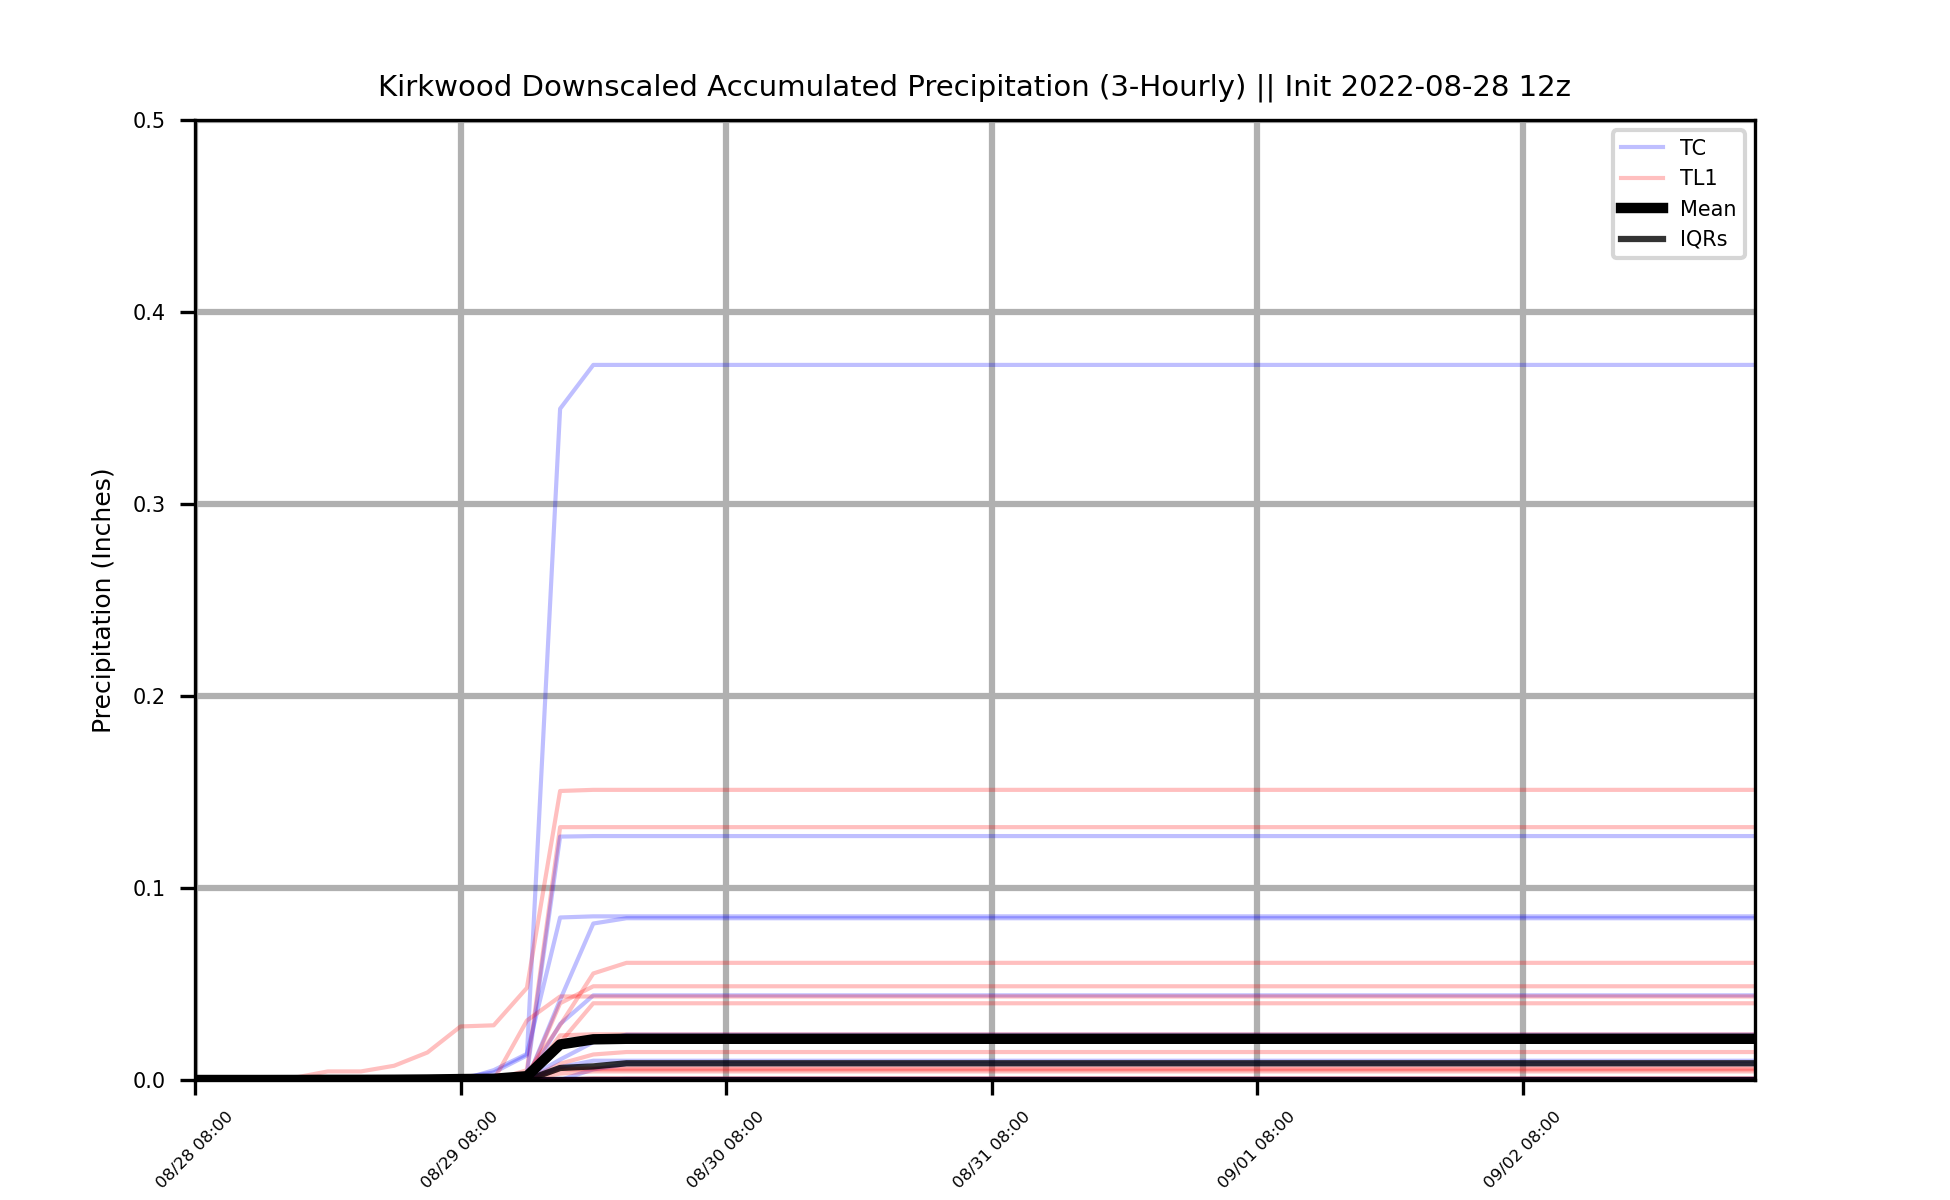 Kirkwood Downscaled Accumulated Precipitation (3-Hourly) || Init 2022-08-28 12z
0.5
0.4
0.3
0.2
0.1
0.0
Precipitation (Inches)
TC
TL1
Mean
IQRs
08/28 08:00
08/29 08:00
08/30 08:00
08/31 08:00
09/01 08:00
09/02 08:00